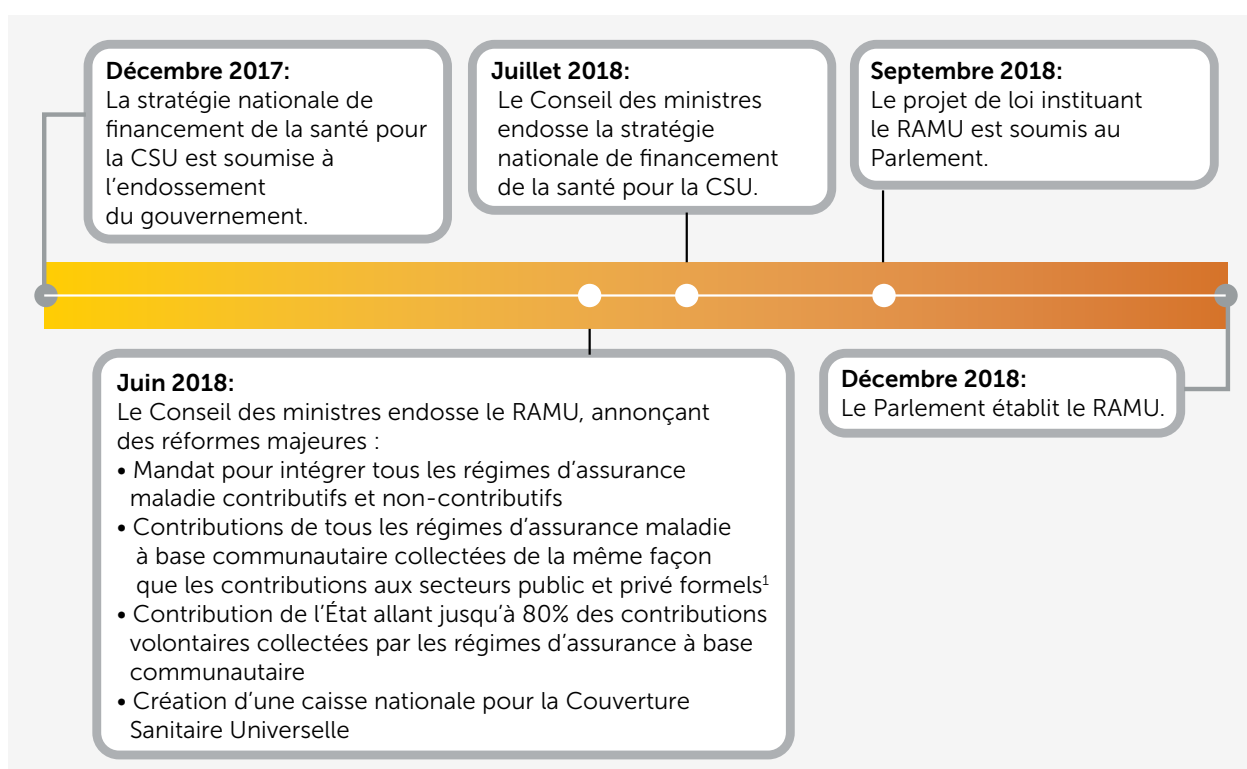 Décembre 2017:
La stratégie nationale de
financement de la santé pour
la CSU est soumise à
l'endossement
du gouvernement.
Juillet 2018:
Le Conseil des ministres
endosse la stratégie
nationale de financement
de la santé pour la CSU.
Septembre 2018:
Le projet de loi instituant
le RAMU est soumis au
Parlement.
Juin 2018:
Le Conseil des ministres endosse le RAMU, annonçant
des réformes majeures :
• Mandat pour intégrer tous les régimes d'assurance
maladie contributifs et non-contributifs
• Contributions de tous les régimes d'assurance maladie
à base communautaire collectées de la même façon
que les contributions aux secteurs public et privé formels¹
• Contribution de l'État allant jusqu'à 80% des contributions
volontaires collectées par les régimes d'assurance à base
communautaire
• Création d'une caisse nationale pour la Couverture
Sanitaire Universelle
Décembre 2018:
Le Parlement établit le RAMU.